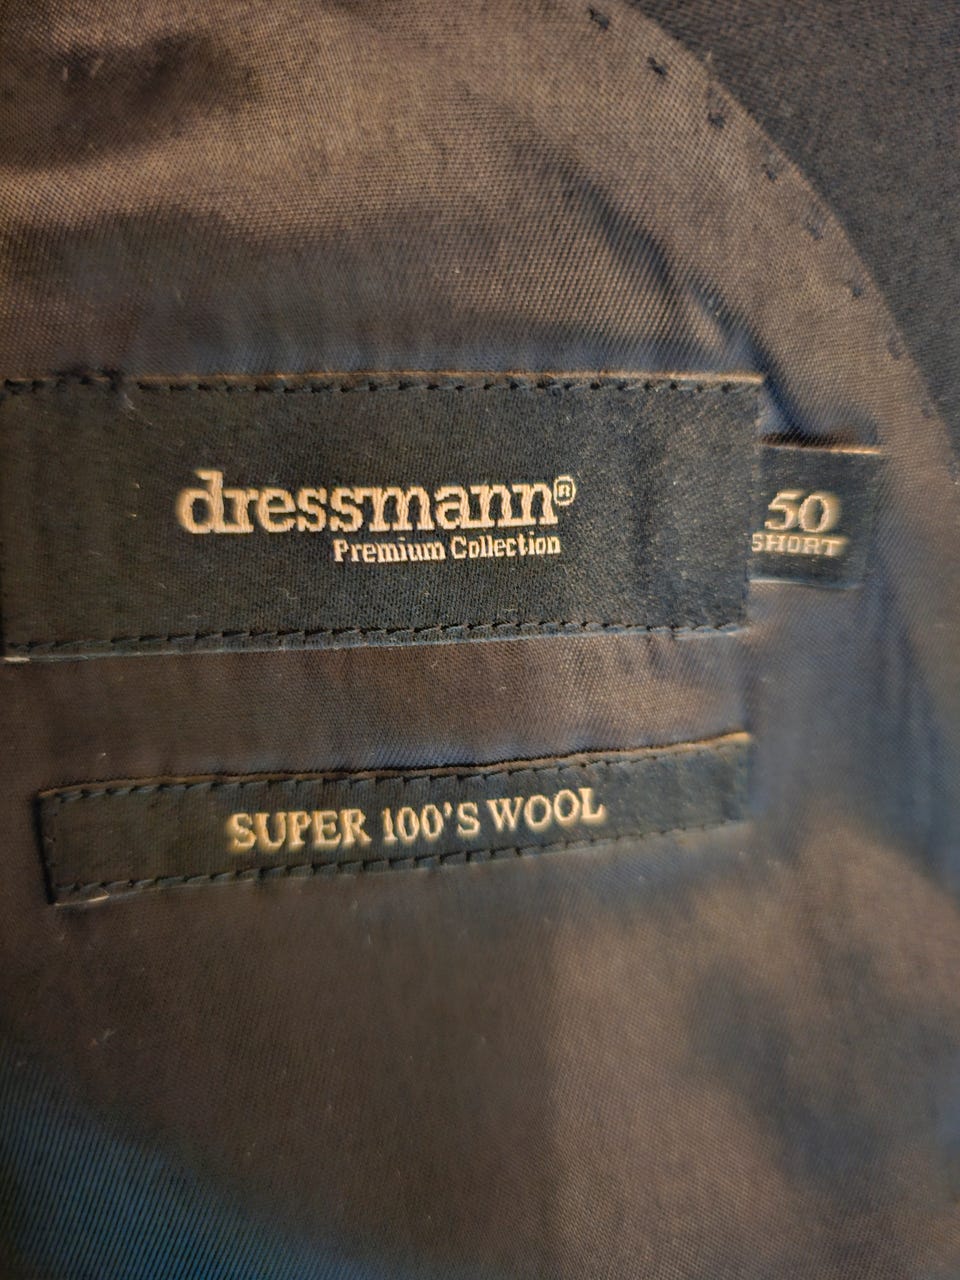 dressmann®
Premium Collection
50
SHORT
SUPER 100'S WOOL